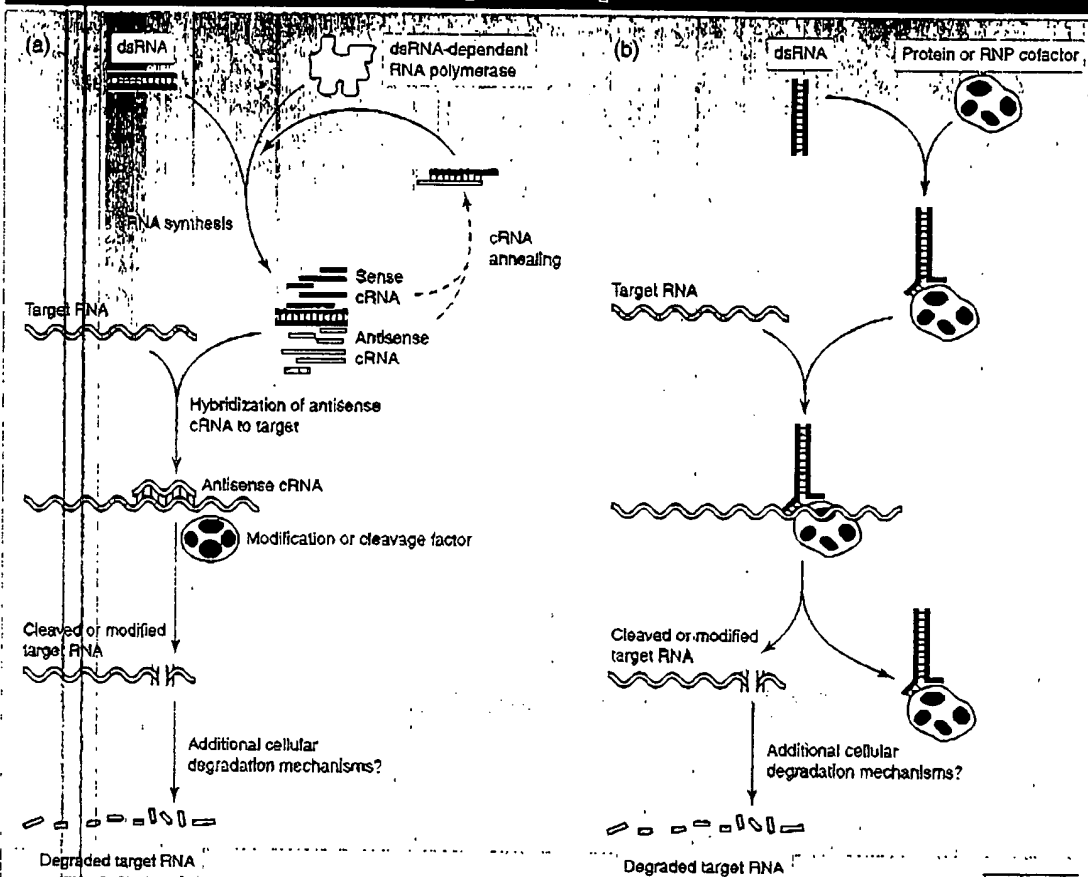 (a)
dsRNA
dsRNA-dependent
RNA polymerase
RNA synthesis
cRNA
annealing
Sense
cRNA
Target RNA
Antisense
cRNA
Hybridization of antisense
cRNA to target
Antisense cRNA
Modification or cleavage factor
Cleaved or modified
target RNA
Additional cellular
degradation mechanisms?
Degraded target RNA
(b)
dsRNA
Protein or RNP cofactor
Target RNA
Cleaved or modified
target RNA
Additional cellular
degradation mechanisms?
Degraded target RNA